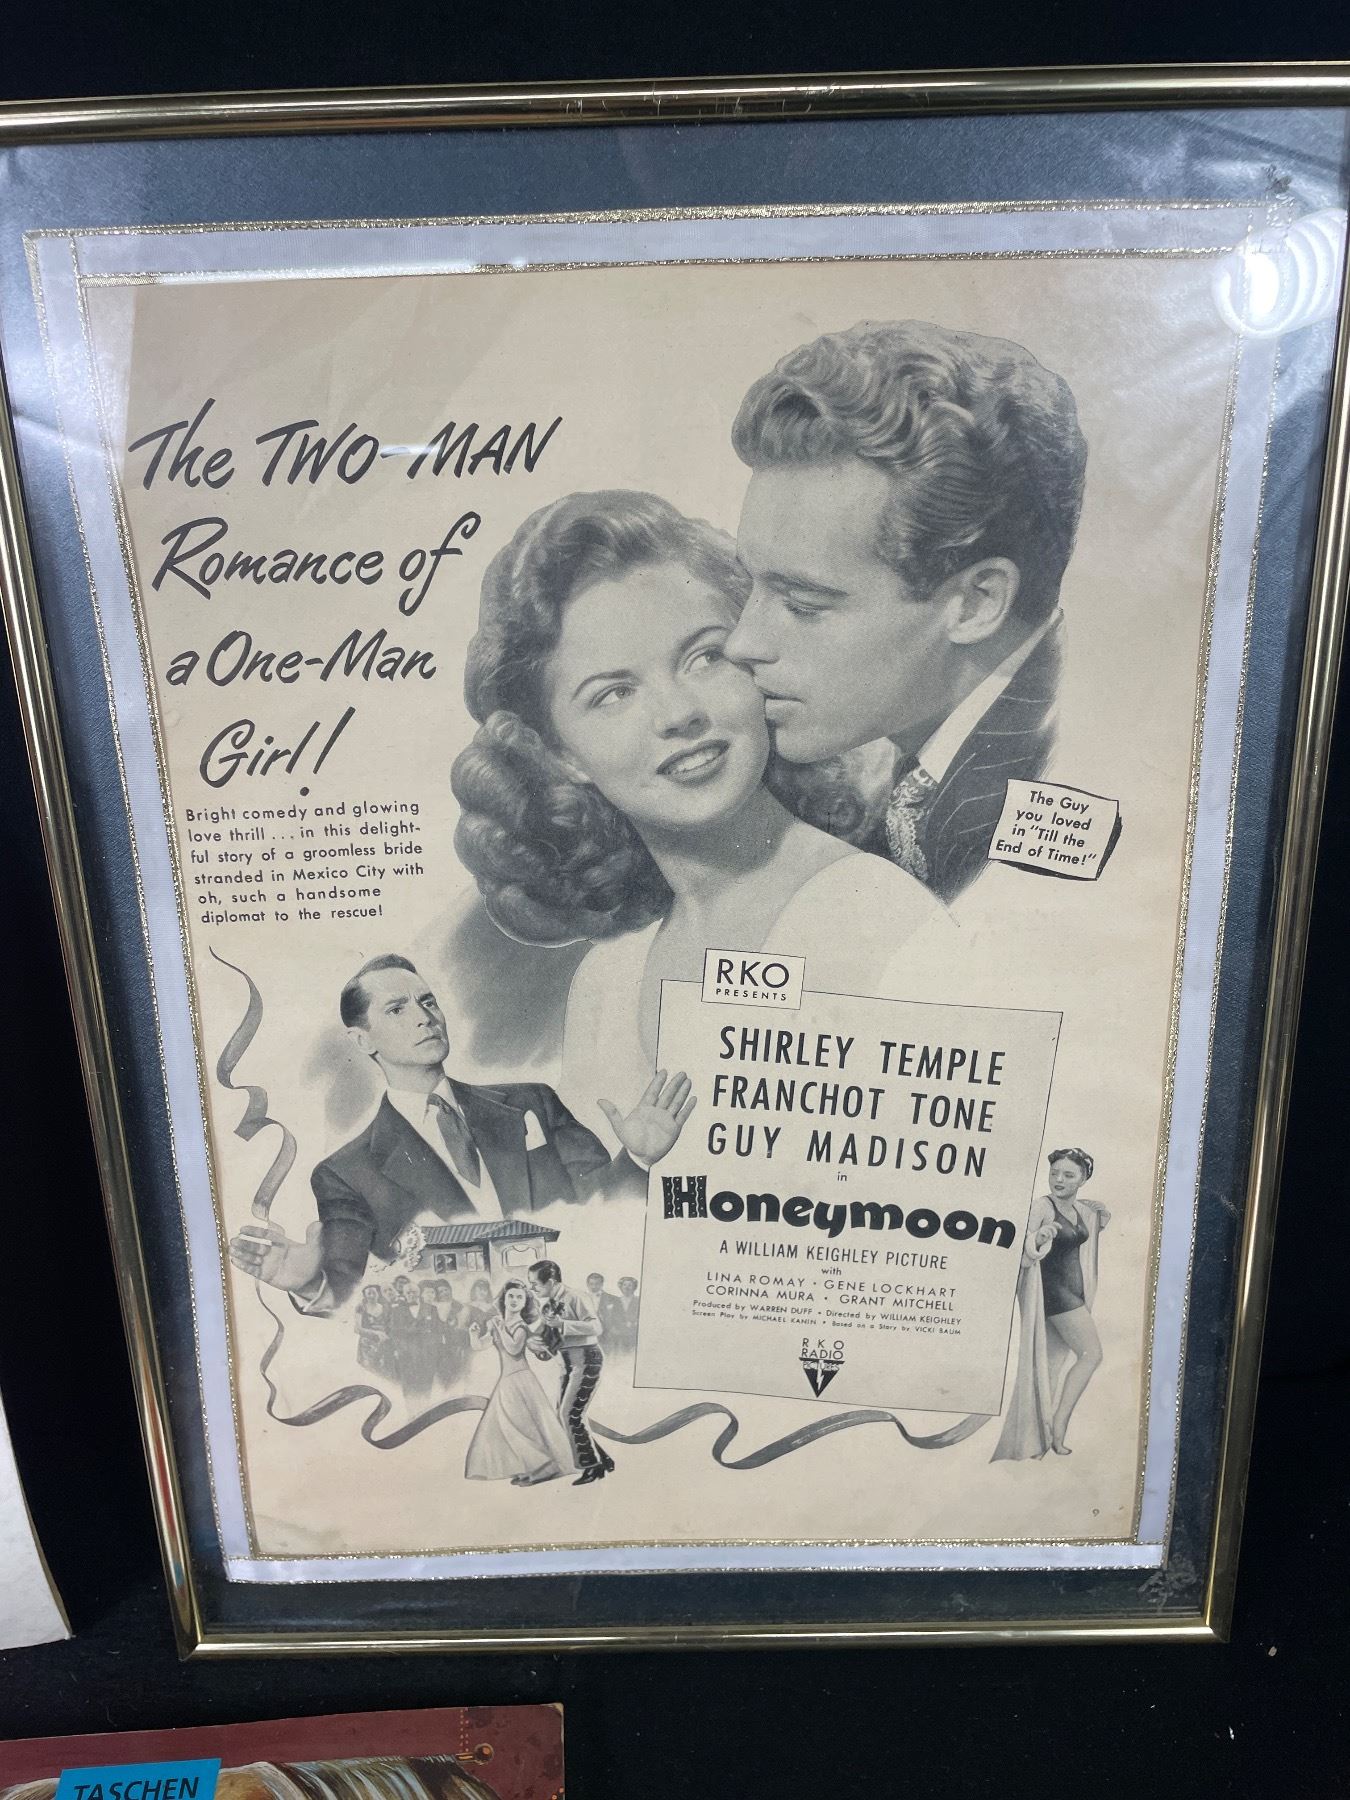 The TWO-MAN
Romance of
a One-Man
Girl!
Bright comedy and glowing
love thrill . . . in this delight-
ful story of a groomless bride
stranded in Mexico City with
oh, such a handsome
diplomat to the rescue!
The Guy
you loved
in "Till the
End of Time!"
RKO
PRESENTS
SHIRLEY TEMPLE
FRANCHOT TONE
GUY MADISON
in
Honeymoon
A WILLIAM KEIGHLEY PICTURE
with
LINA ROMAY • GENE LOCKHART
CORINNA MURA • GRANT MITCHELL
Produced by WARREN DUFF • Directed by WILLIAM KEIGHLEY
Screen Play by MICHAEL KANIN • Based on a Story by VICKI BAUM
RKO
RADIO
PICTURES
9
TASCHEN